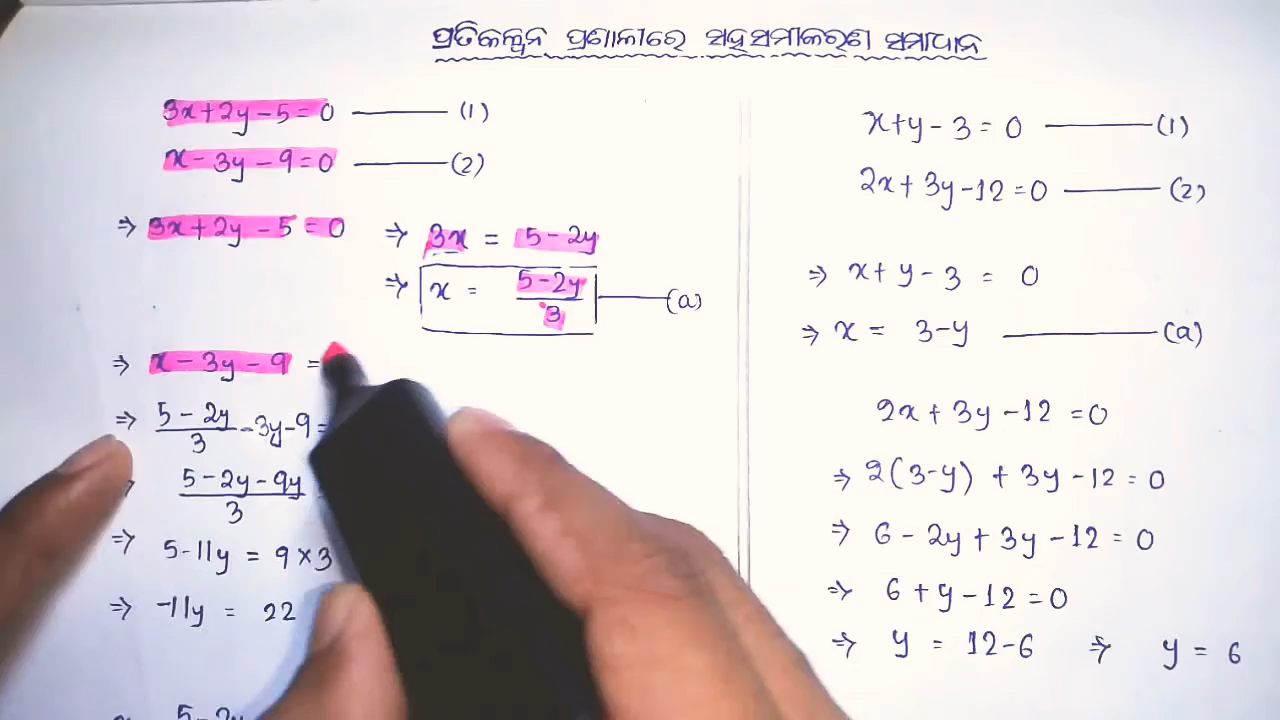 ପ୍ରତିକଳ୍ପନ ପ୍ରଣାଳୀରେ ସହସମୀକରଣ ସମାଧାନ
3x+2y-5=0 ——— (1)
x-3y-9=0 ——— (2)
⇒ 3x+2y-5=0
⇒ 3x = 5-2y
⇒ x = (5-2y)/3 ——— (a)
⇒ x-3y-9 =
⇒ (5-2y)/3 -3y-9=
⇒ (5-2y-9y)/3
⇒ 5-11y = 9×3
⇒ -11y = 22
5-2y
x+y-3=0 ——— (1)
2x+3y-12=0 ——— (2)
⇒ x+y-3 = 0
⇒ x = 3-y ——— (a)
2x+3y-12=0
⇒ 2(3-y)+3y-12=0
⇒ 6-2y+3y-12=0
⇒ 6+y-12=0
⇒ y = 12-6 ⇒ y = 6